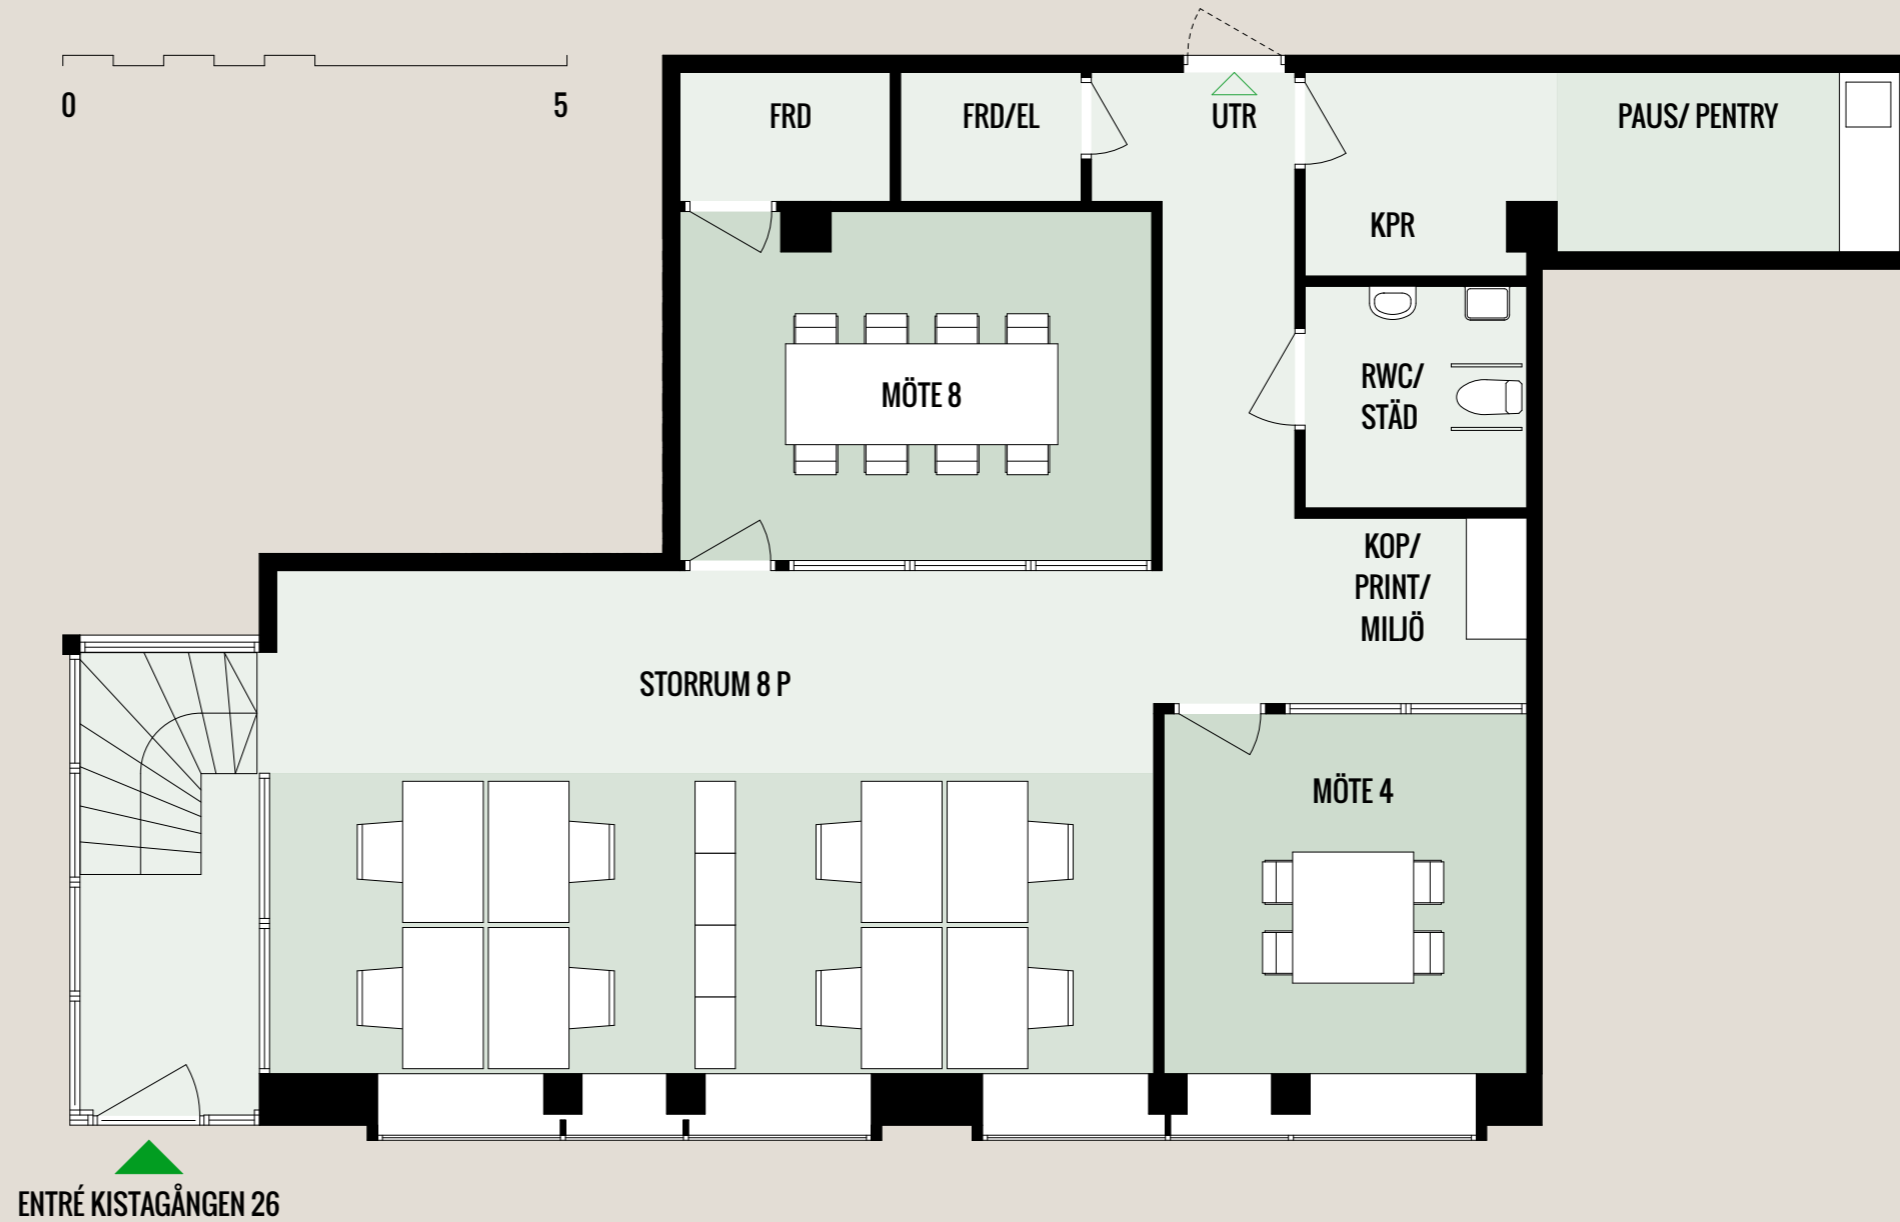 0
5
FRD
FRD/EL
UTR
PAUS/ PENTRY
KPR
MÖTE 8
RWC/
STÄD
KOP/
PRINT/
MILJÖ
STORRUM 8 P
MÖTE 4
ENTRÉ KISTAGÅNGEN 26